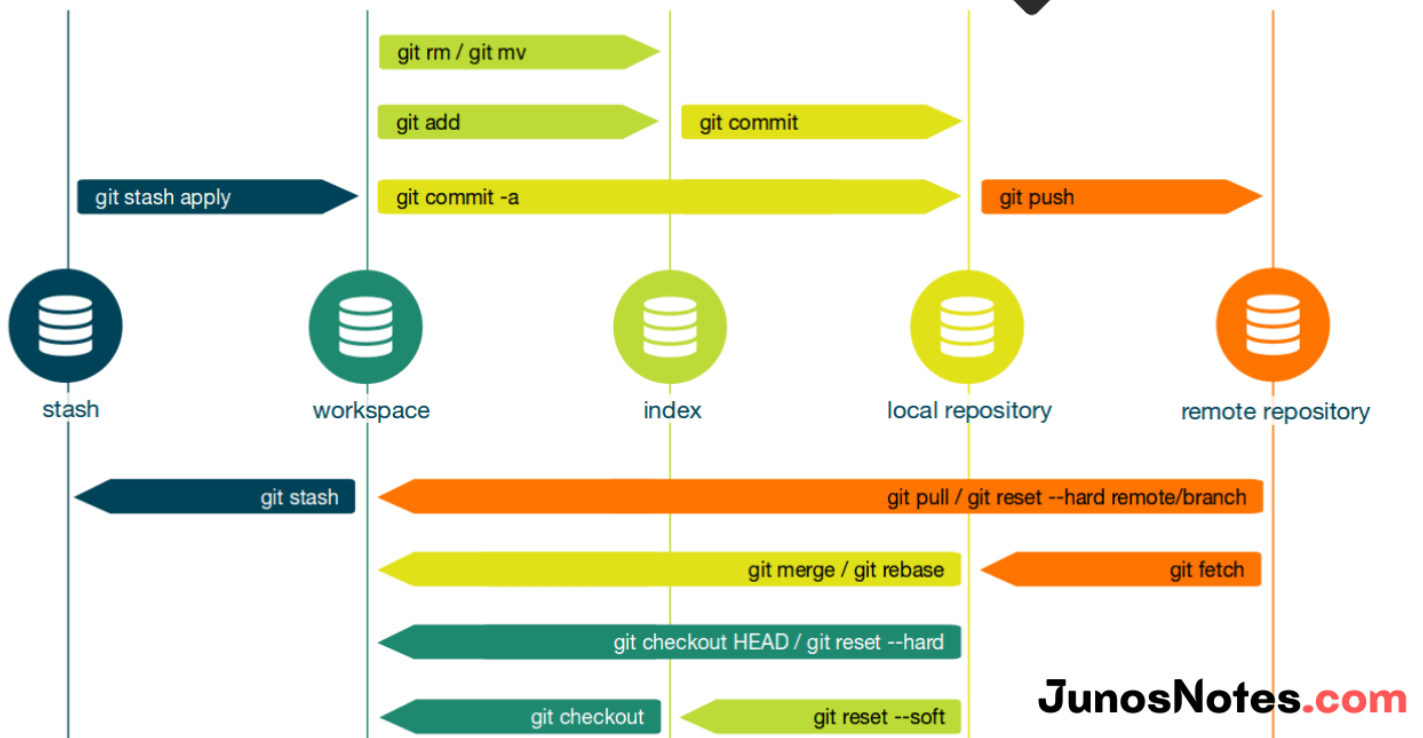 git rm / git mv
git add
git commit
git stash apply
git commit -a
git push
stash
workspace
index
local repository
remote repository
git stash
git pull / git reset --hard remote/branch
git merge / git rebase
git fetch
git checkout HEAD / git reset --hard
git checkout
git reset --soft
JunosNotes.com